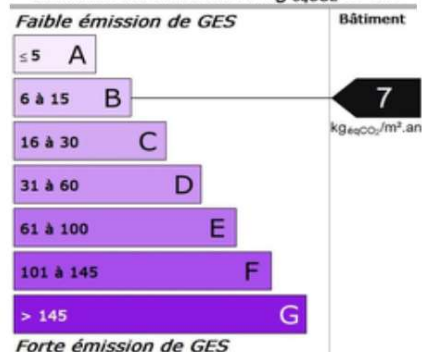 Faible émission de GES
Bâtiment
≤ 5 A
6 à 15 B
7
kgéqCO₂/m².an
16 à 30 C
31 à 60 D
61 à 100 E
101 à 145 F
> 145 G
Forte émission de GES